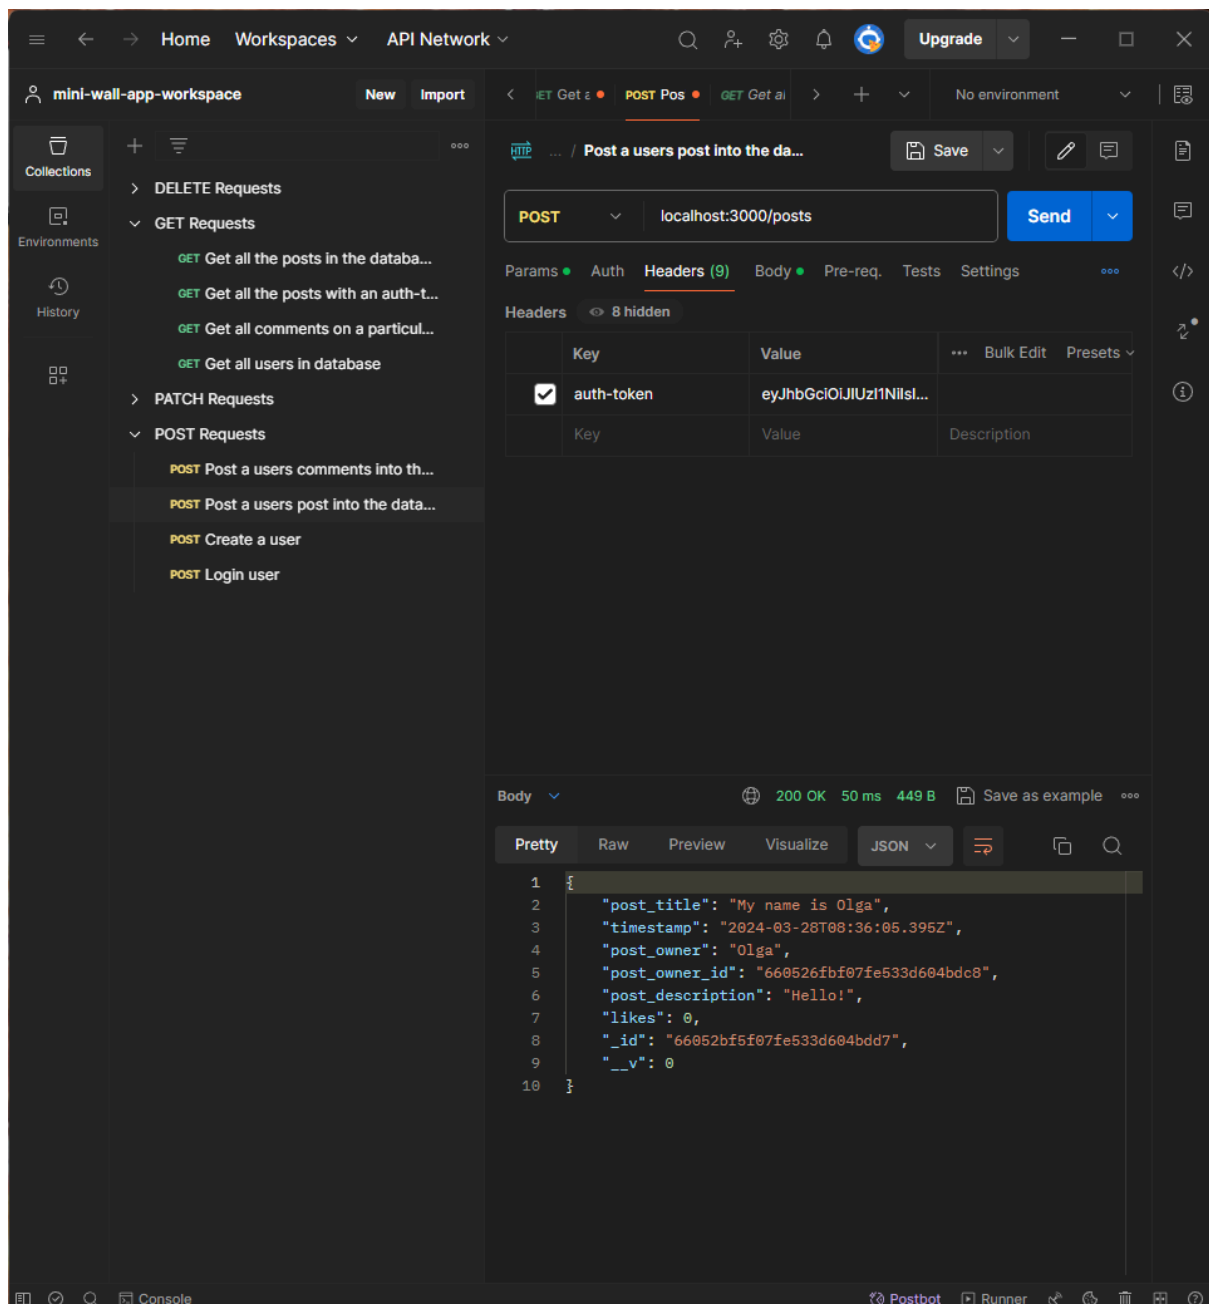 Home Workspaces API Network Upgrade
mini-wall-app-workspace New Import
GET Get a POST Pos GET Get al No environment
Collections
Environments
History
DELETE Requests
GET Requests
GET Get all the posts in the databa...
GET Get all the posts with an auth-t...
GET Get all comments on a particul...
GET Get all users in database
PATCH Requests
POST Requests
POST Post a users comments into th...
POST Post a users post into the data...
POST Create a user
POST Login user
HTTP ... / Post a users post into the da... Save
POST localhost:3000/posts Send
Params Auth Headers (9) Body Pre-req. Tests Settings
Headers 8 hidden
Key Value Bulk Edit Presets
auth-token eyJhbGciOiJIUzI1NiIsI...
Key Value Description
Body 200 OK 50 ms 449 B Save as example
Pretty Raw Preview Visualize JSON
1 {
2 "post_title": "My name is Olga",
3 "timestamp": "2024-03-28T08:36:05.395Z",
4 "post_owner": "Olga",
5 "post_owner_id": "660526fbf07fe533d604bdc8",
6 "post_description": "Hello!",
7 "likes": 0,
8 "_id": "66052bf5f07fe533d604bdd7",
9 "__v": 0
10 }
Console Postbot Runner